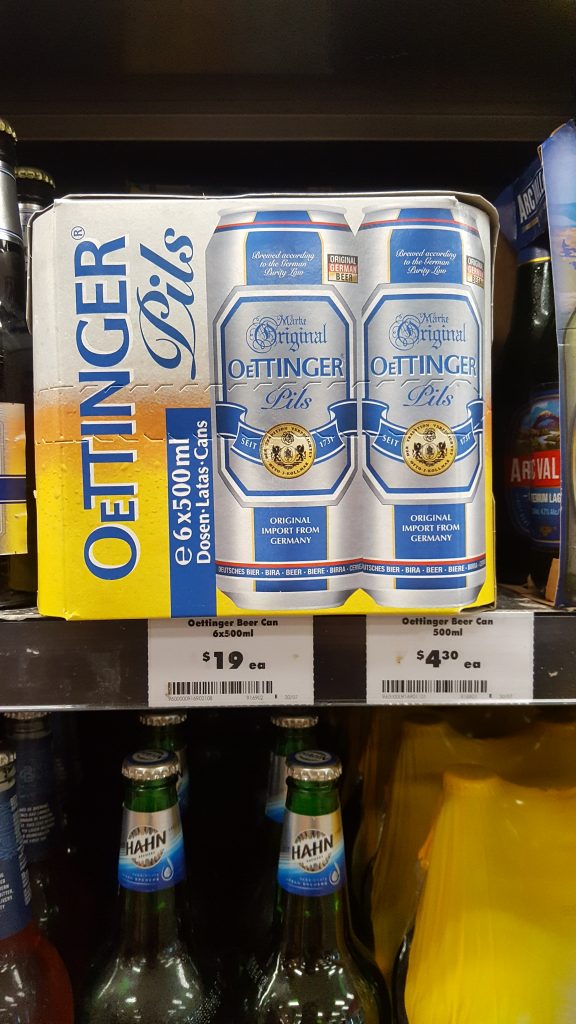 OETTINGER®
Pils
e 6x500ml
Dosen·Latas·Cans
Brewed according
to the German
Purity Law
ORIGINAL
GERMAN
BEER
Marke
Original
OETTINGER
Pils
SEIT 1731
ORIGINAL
IMPORT FROM
GERMANY
DEUTSCHES BIER · BIRA · BEER · BIERE · BIRRA
Brewed according
to the German
Purity Law
Marke
Original
OETTINGER
Pils
SEIT 1731
ORIGINAL
IMPORT FROM
GERMANY
DEUTSCHES BIER · BIRA · BEER · BIERE · BIRRA
Oettinger Beer Can
6x500ml
$19 ea
Oettinger Beer Can
500ml
$4 30 ea
HAHN
HAHN